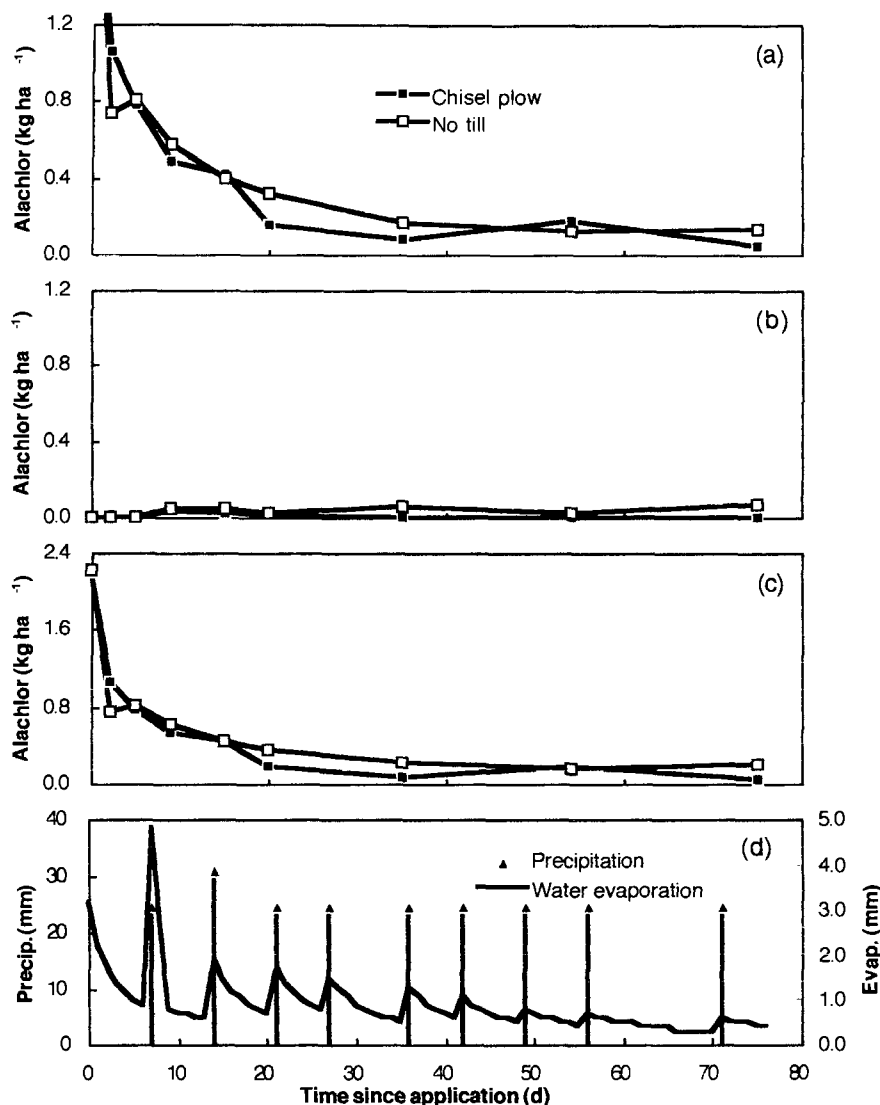 1.2
(a)
Alachlor (kg ha ⁻¹)
Chisel plow
0.8
No till
0.4
0.0
1.2
(b)
Alachlor (kg ha ⁻¹)
0.8
0.4
0.0
2.4
(c)
Alachlor (kg ha ⁻¹)
1.6
0.8
0.0
40
5.0
(d)
Precipitation
30
4.0
Water evaporation
Precip. (mm)
3.0
20
Evap. (mm)
2.0
10
1.0
0
0.0
0 10 20 30 40 50 60 70 80
Time since application (d)